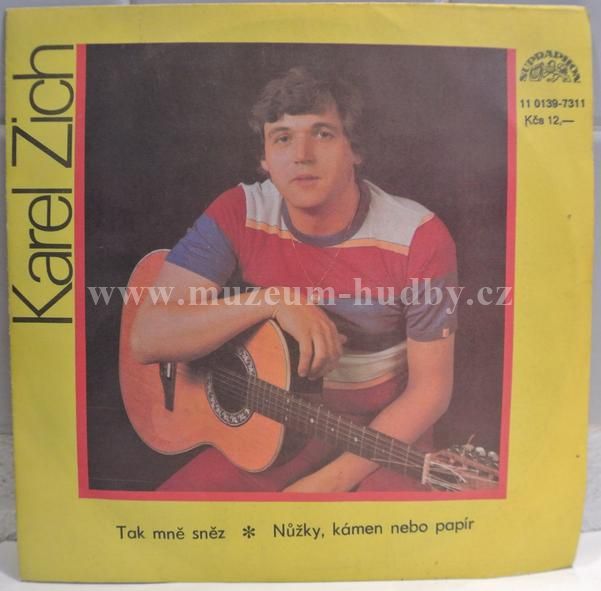 Karel Zich
SUPRAPHON
11 0139-7311
Kčs 12,—
www.muzeum-hudby.cz
Tak mně sněz ✻ Nůžky, kámen nebo papír